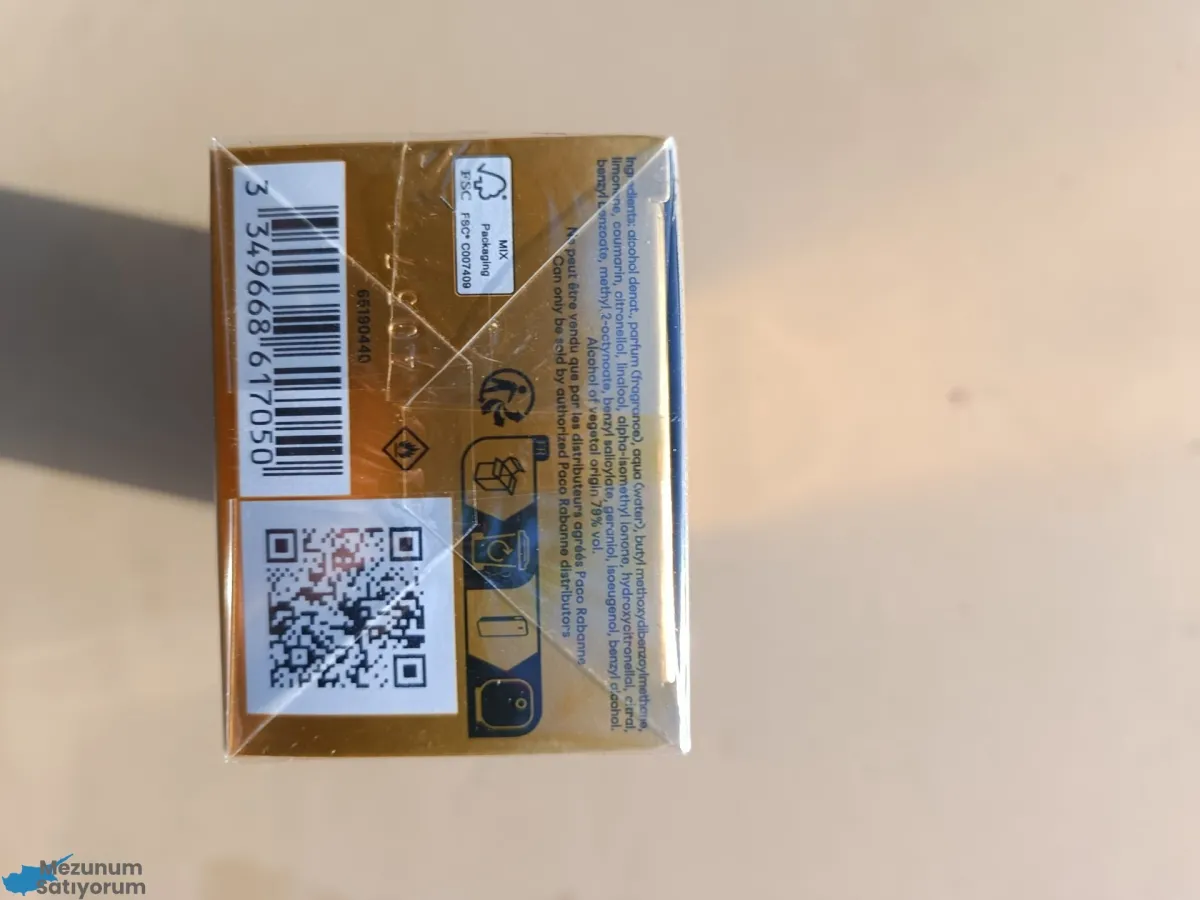 Ingredients: alcohol denat., parfum (fragrance), aqua (water), butyl methoxydibenzoylmethane,
limonene, coumarin, citronellol, linalool, alpha-isomethyl ionone, hydroxycitronellal, citral,
benzyl benzoate, methyl 2-octynoate, benzyl salicylate, geraniol, isoeugenol, benzyl alcohol.
Alcohol of vegetal origin 79% vol.
Ne peut être vendu que par les distributeurs agréés Paco Rabanne
Can only be sold by authorized Paco Rabanne distributors
MIX
Packaging
FSC
FSC® C007409
FR
65190440
3 349668 617050
Mezunum
Satıyorum